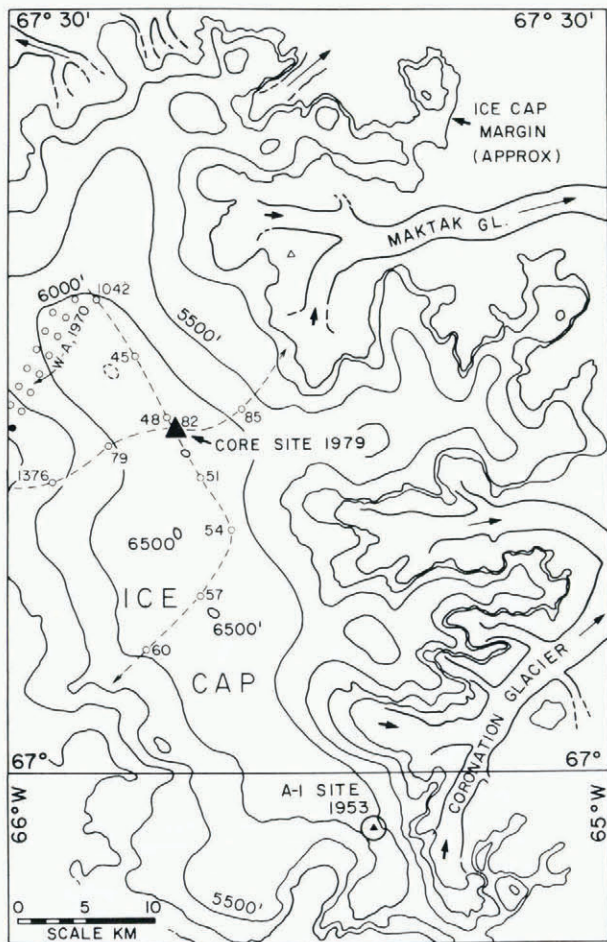 67° 30'
67° 30'
ICE CAP
MARGIN
(APPROX)
MAKTAK GL.
6000'
1042
W-A, 1970
5500'
45
48
82
85
CORE SITE 1979
79
1376
51
6500'
54
ICE
57
6500'
60
CAP
CORONATION GLACIER
67°
67°
A-1 SITE
1953
66° W
65° W
5500'
0 5 10
SCALE KM